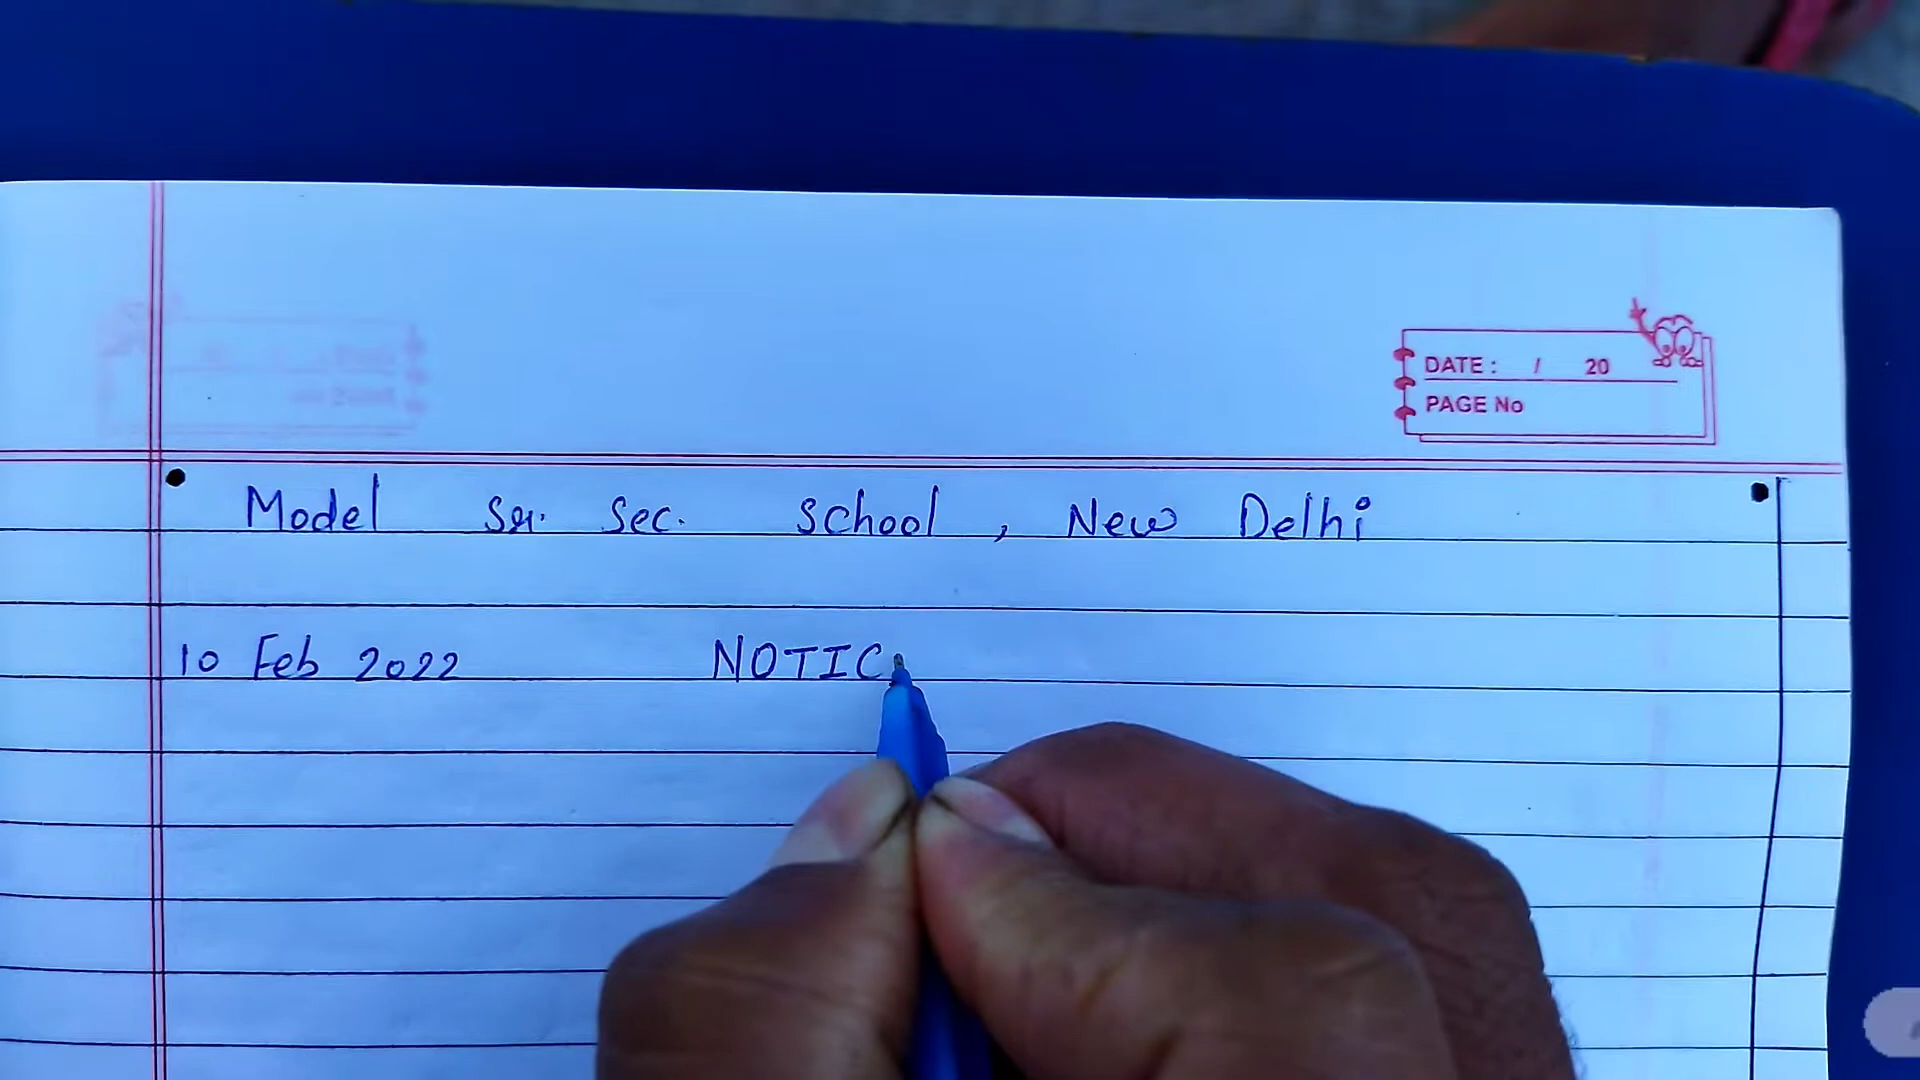 DATE : / 20
PAGE No
Model Sr. Sec. School, New Delhi
10 Feb 2022 NOTIC